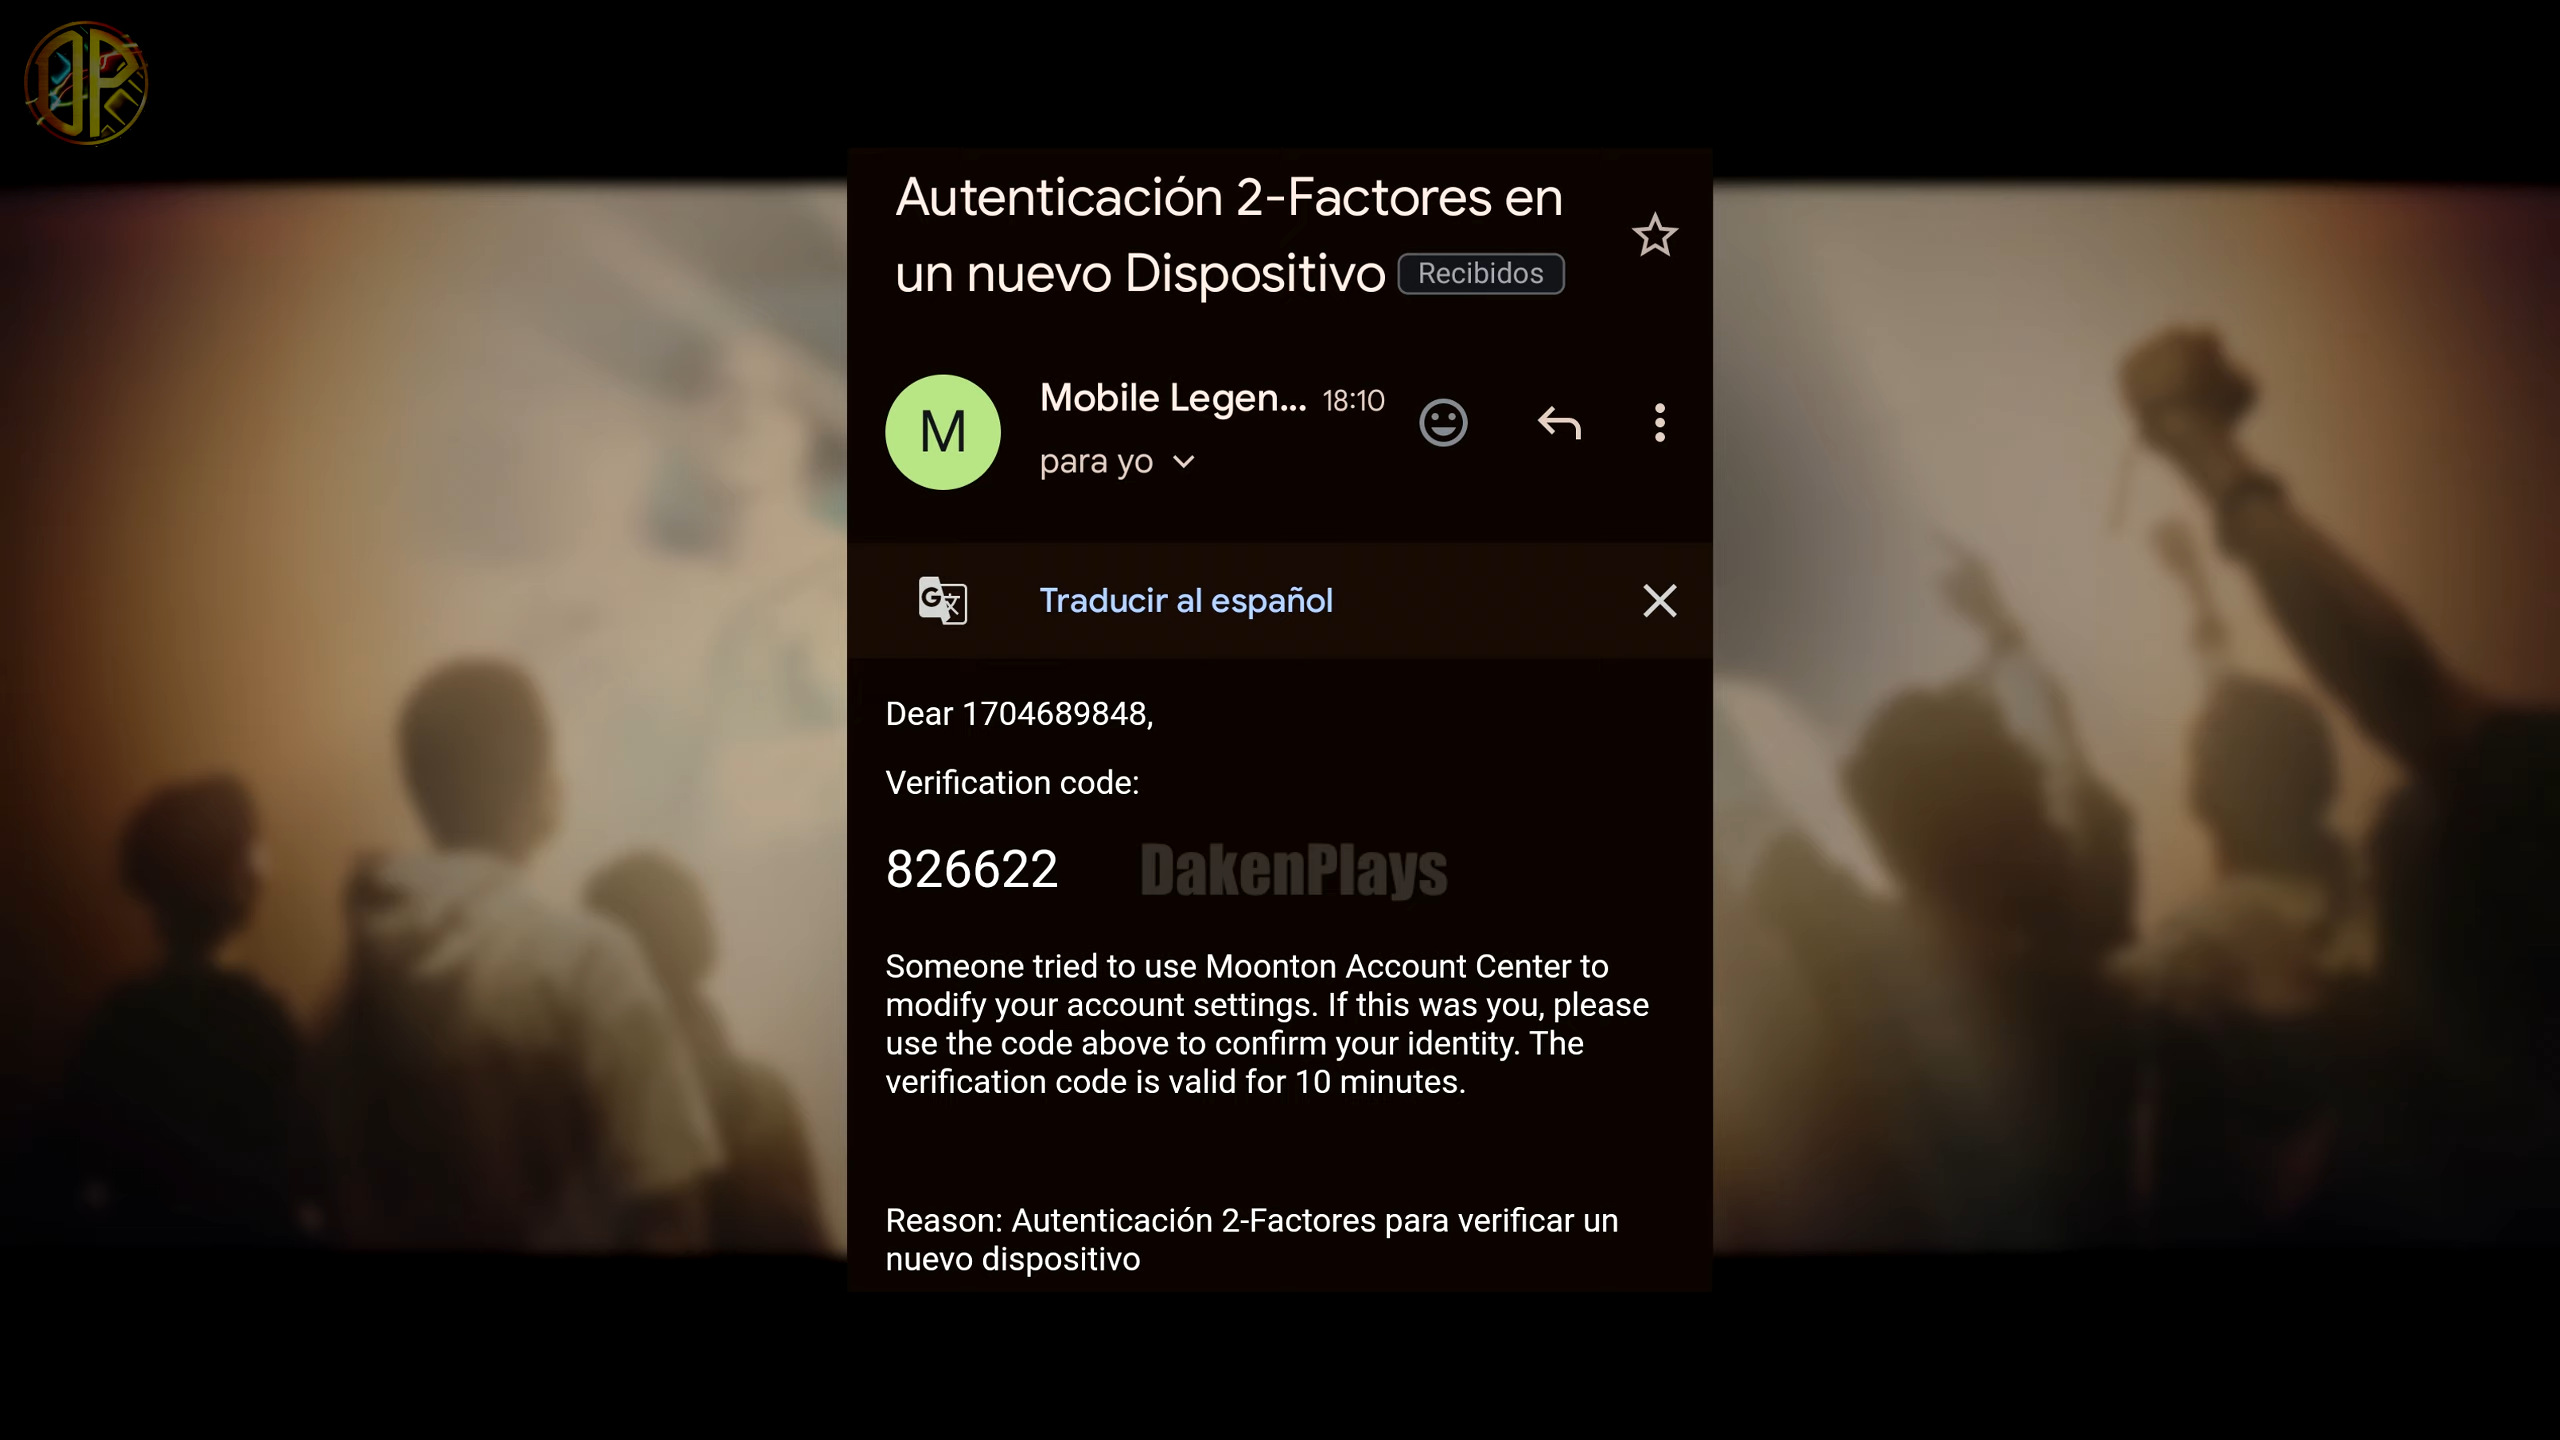 DP
Autenticación 2-Factores en
un nuevo Dispositivo Recibidos
M
Mobile Legen... 18:10
para yo
Traducir al español
Dear 1704689848,
Verification code:
826622
DakenPlays
Someone tried to use Moonton Account Center to
modify your account settings. If this was you, please
use the code above to confirm your identity. The
verification code is valid for 10 minutes.
Reason: Autenticación 2-Factores para verificar un
nuevo dispositivo